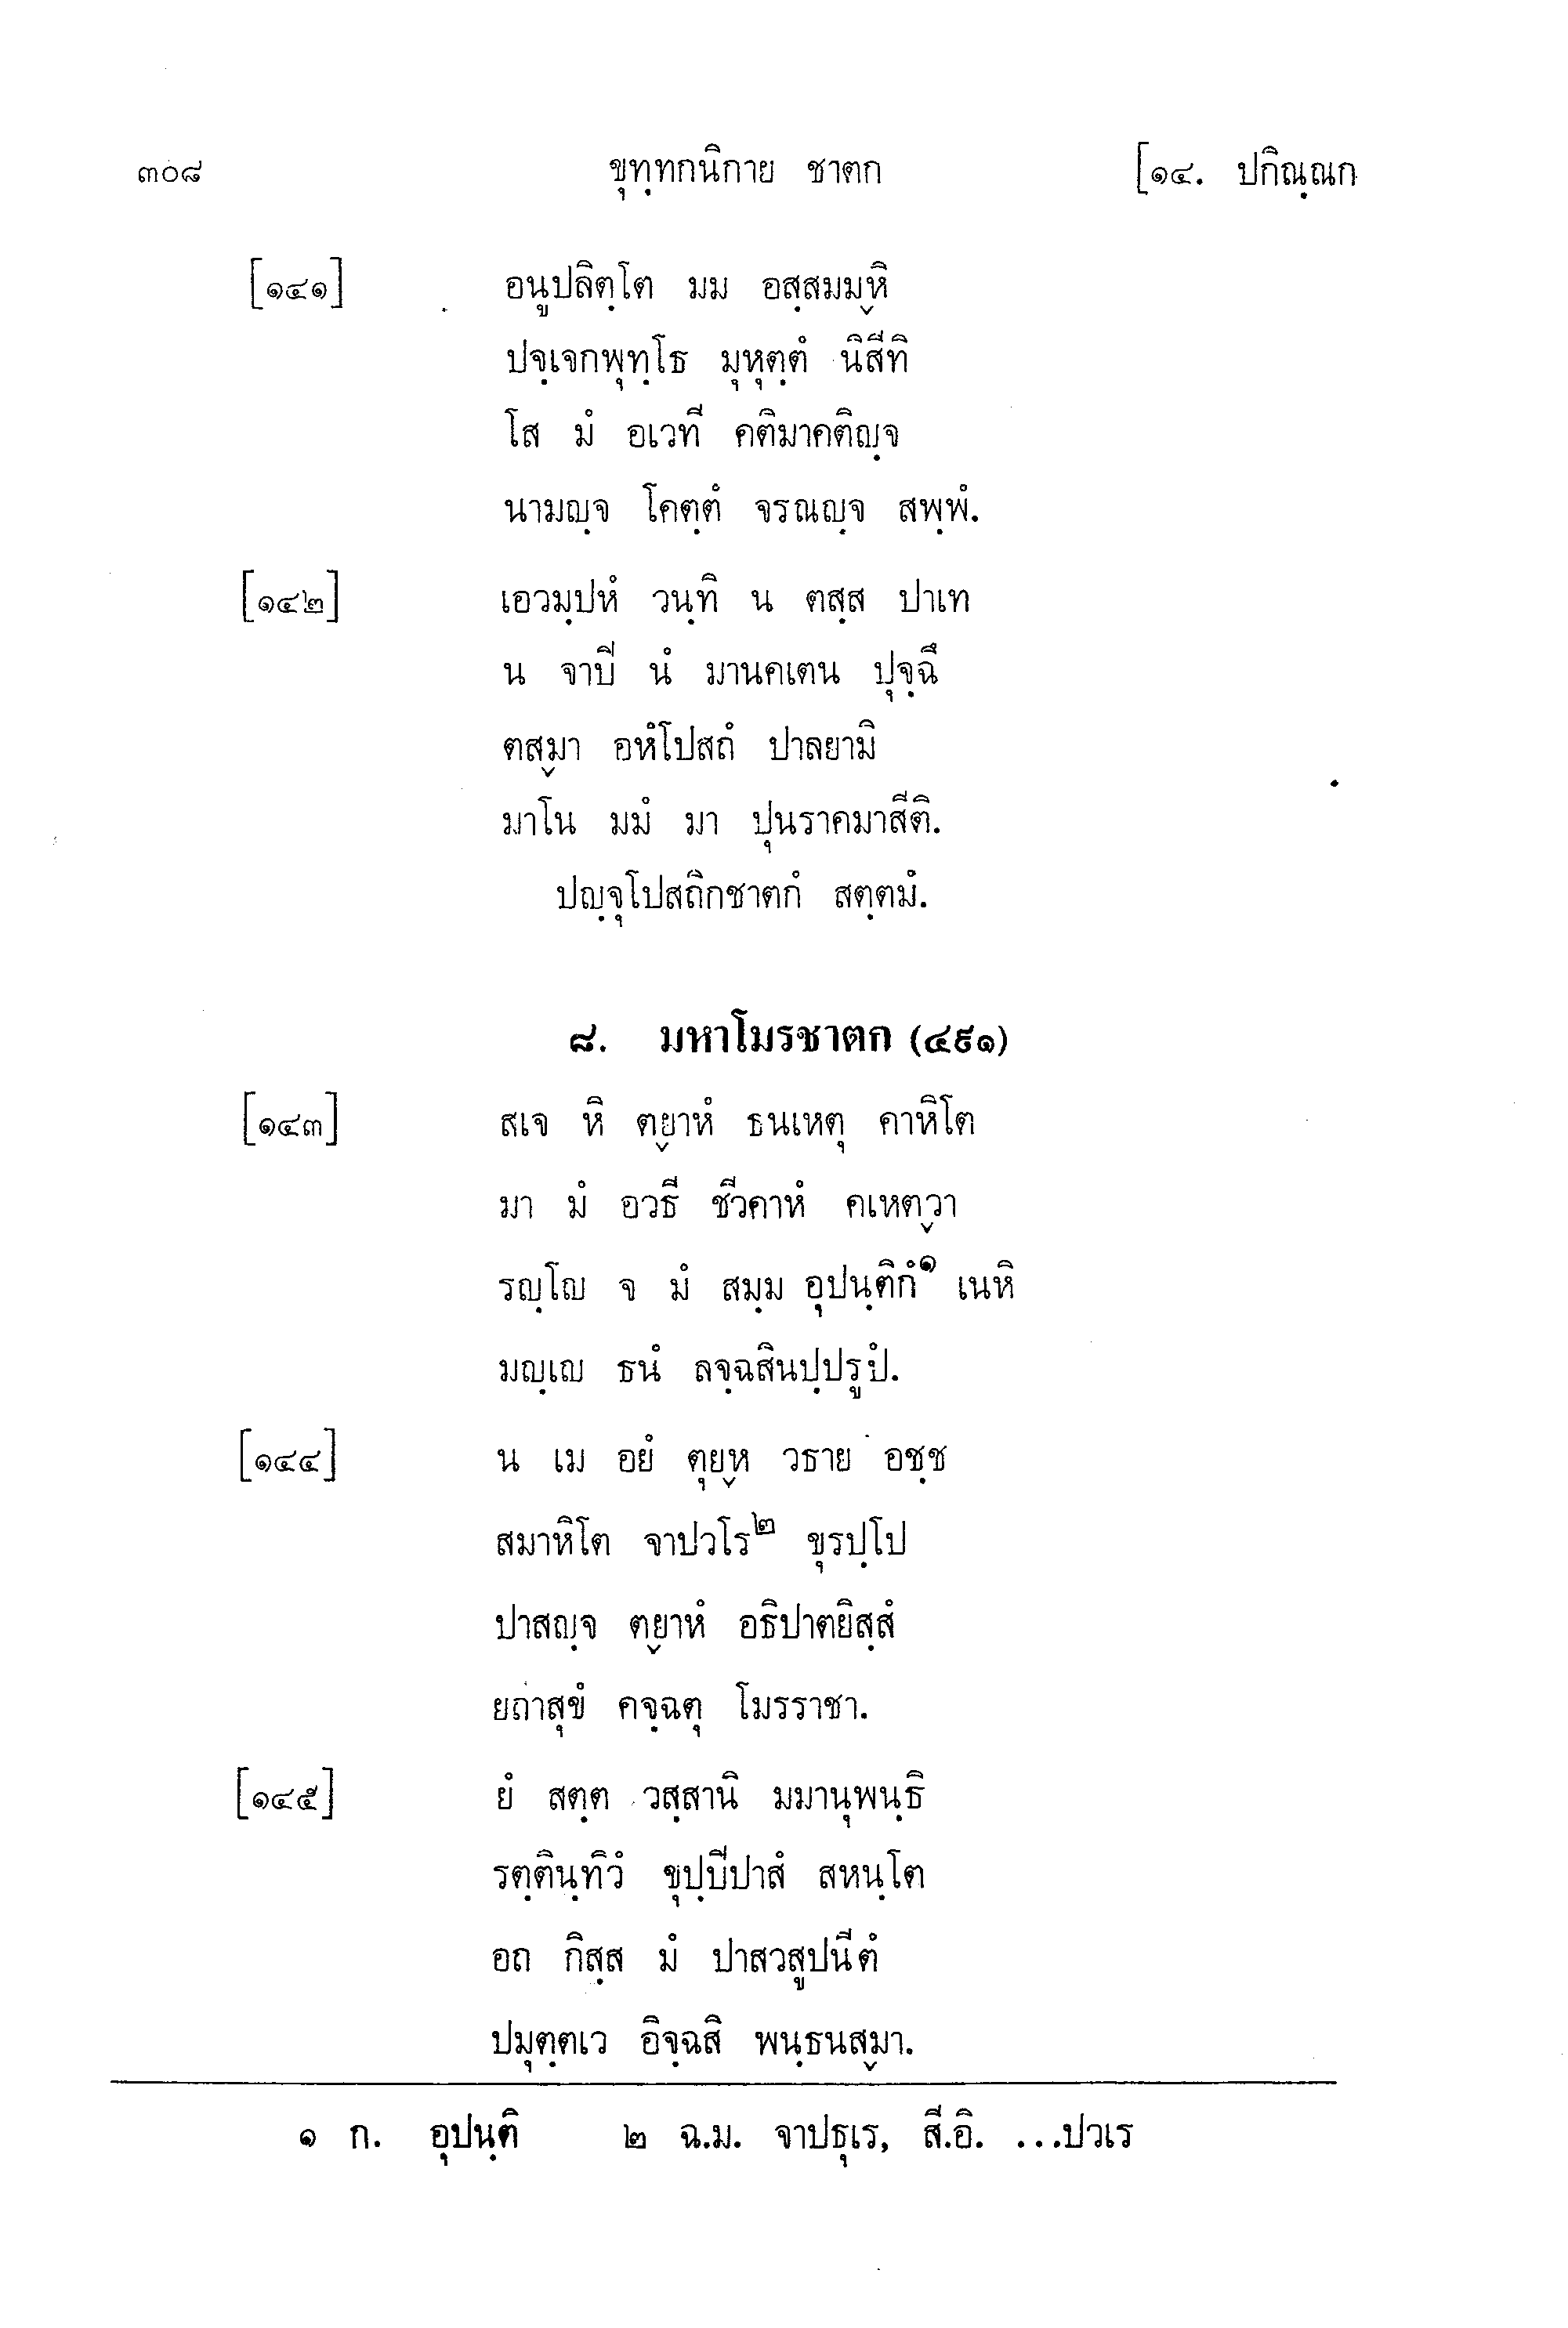 ๓๐๘ ขุทฺทกนิกาย ชาตก [๑๔. ปกิณฺณก
[๑๔๑] อนูปลิตฺโต มม อสฺสมมฺหิ
ปจฺเจกพุทฺโธ มุหุตฺตํ นิสีทิ
โส มํ อเวที คติมาคติญฺจ
นามญฺจ โคตฺตํ จรณญฺจ สพฺพํ.
[๑๔๒] เอวมฺปหํ วนฺทิ น ตสฺส ปาเท
น จาปิ นํ มานคเตน ปุจฺฉึ
ตสฺมา อหํโปสถํ ปาลยามิ
มาโน มมํ มา ปุนราคมาสีติ.
ปญฺจุโปสถิกชาตกํ สตฺตมํ.
๘. มหาโมรชาตก (๔๙๑)
[๑๔๓] สเจ หิ ตฺยาหํ ธนเหตุ คาหิโต
มา มํ อวธี ชีวคาหํ คเหตฺวา
รญฺโญ จ มํ สมฺม อุปนฺติกํ๑ เนหิ
มญฺเญ ธนํ ลจฺฉสินปฺปรูปํ.
[๑๔๔] น เม อยํ ตุยฺห วธาย อชฺช
สมาหิโต จาปวโร๒ ขุรปฺโป
ปาสญฺจ ตฺยาหํ อธิปาตยิสฺสํ
ยถาสุขํ คจฺฉตุ โมรราชา.
[๑๔๕] ยํ สตฺต วสฺสานิ มมานุพนฺธิ
รตฺตินฺทิวํ ขุปฺปิปาสํ สหนฺโต
อถ กิสฺส มํ ปาสวสูปนีตํ
ปมุตฺตเว อิจฺฉสิ พนฺธนสฺมา.
๑ ก. อุปนฺติ ๒ ฉ.ม. จาปธุเร, สี.อิ. ...ปวเร